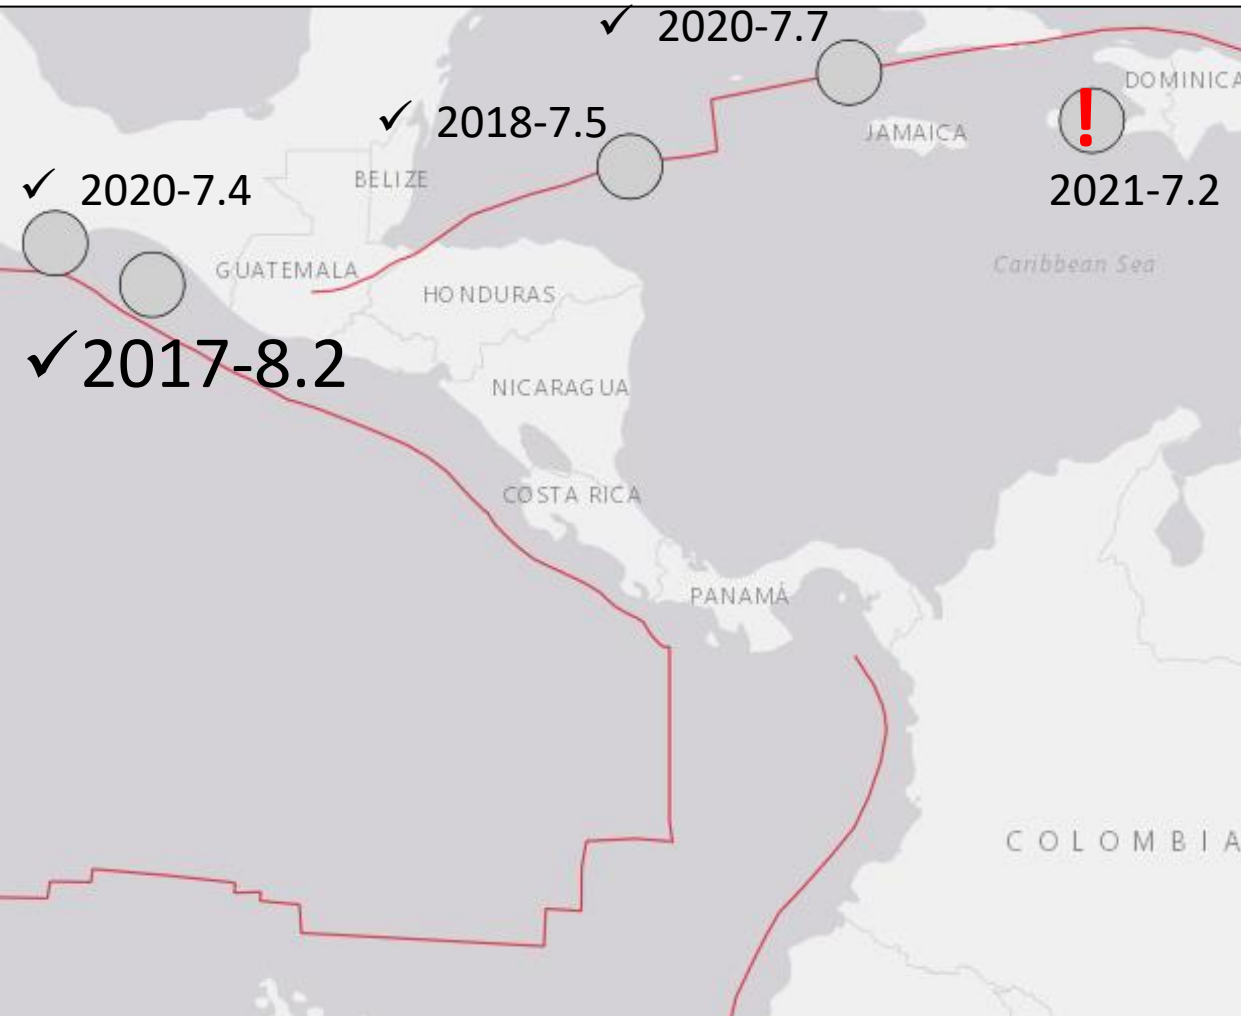 ✓ 2020-7.7
DOMINICA
!
✓ 2018-7.5
JAMAICA
BELIZE
✓ 2020-7.4
2021-7.2
Caribbean Sea
GUATEMALA
HONDURAS
✓2017-8.2
NICARAGUA
COSTA RICA
PANAMÁ
COLOMBIA